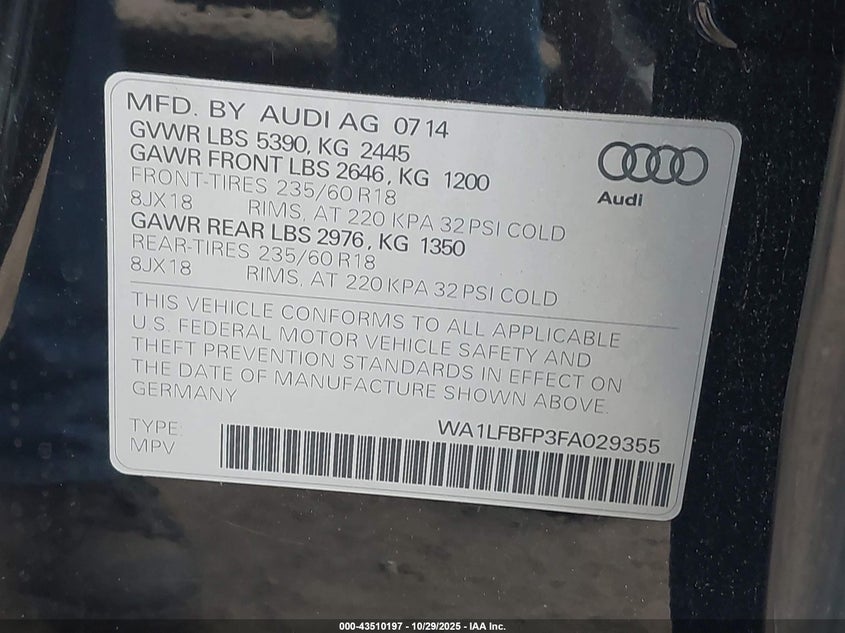 MFD. BY AUDI AG 07 14
GVWR LBS 5390, KG 2445
GAWR FRONT LBS 2646, KG 1200
FRONT-TIRES 235/60 R18
8JX18 RIMS, AT 220 KPA 32 PSI COLD
GAWR REAR LBS 2976, KG 1350
REAR-TIRES 235/60 R18
8JX18 RIMS, AT 220 KPA 32 PSI COLD
Audi
THIS VEHICLE CONFORMS TO ALL APPLICABLE
U.S. FEDERAL MOTOR VEHICLE SAFETY AND
THEFT PREVENTION STANDARDS IN EFFECT ON
THE DATE OF MANUFACTURE SHOWN ABOVE.
GERMANY
TYPE: WA1LFBFP3FA029355
MPV
000-43510197 - 10/29/2025 - IAA Inc.